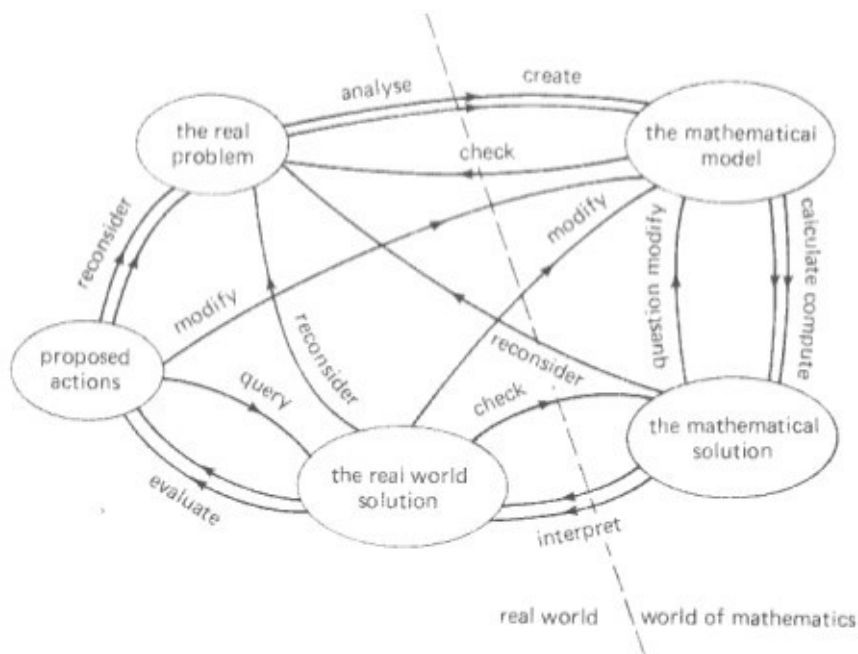 analyse
create
the real
problem
the mathematical
model
check
reconsider
modify
modify
question modify
calculate compute
reconsider
reconsider
proposed
actions
query
check
the mathematical
solution
the real world
solution
evaluate
interpret
real world
world of mathematics